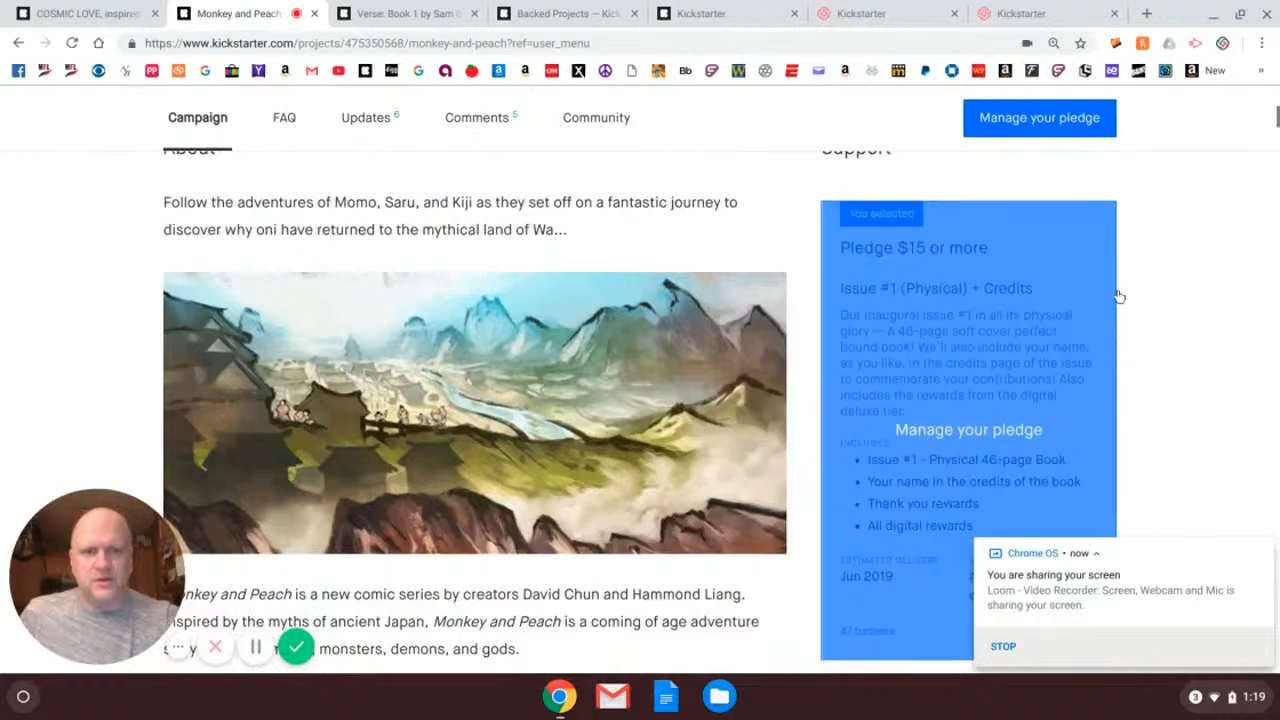 COSMIC LOVE, inspired
Monkey and Peach
Verse: Book 1 by Sam &
Backed Projects — Kick
Kickstarter
Kickstarter
Kickstarter
https://www.kickstarter.com/projects/475350568/monkey-and-peach?ref=user_menu
New
Campaign
FAQ
Updates 6
Comments 5
Community
Manage your pledge
About
Support
Follow the adventures of Momo, Saru, and Kiji as they set off on a fantastic journey to
discover why oni have returned to the mythical land of Wa...
You selected
Pledge $15 or more
Issue #1 (Physical) + Credits
Our inaugural issue #1 in all its physical
glory — A 46-page soft cover perfect
bound book! We'll also include your name,
as you like, in the credits page of the issue
to commemorate your contributions! Also
includes the rewards from the digital
deluxe tier.
Manage your pledge
INCLUDES
Issue #1 - Physical 46-page Book
Your name in the credits of the book
Thank you rewards
All digital rewards
ESTIMATED DELIVERY
Jun 2019
47 backers
onkey and Peach is a new comic series by creators David Chun and Hammond Liang.
nspired by the myths of ancient Japan, Monkey and Peach is a coming of age adventure
monsters, demons, and gods.
Chrome OS • now
You are sharing your screen
Loom - Video Recorder: Screen, Webcam and Mic is
sharing your screen.
STOP
3
1:19